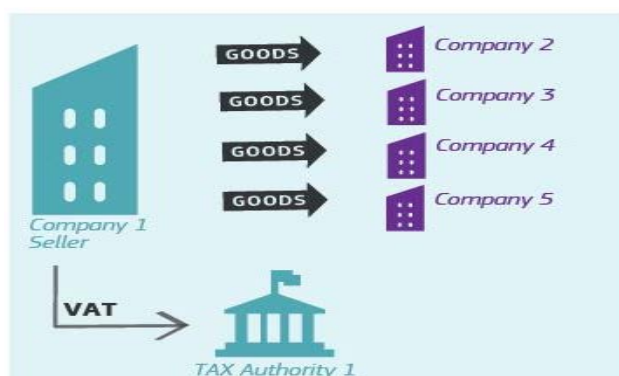 GOODS
Company 2
GOODS
Company 3
GOODS
Company 4
GOODS
Company 5
Company 1
Seller
VAT
TAX Authority 1